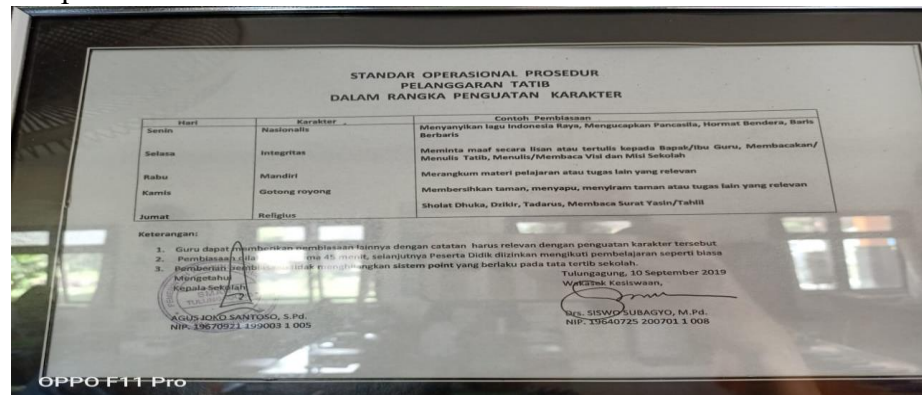 STANDAR OPERASIONAL PROSEDUR
PELANGGARAN TATIB
DALAM RANGKA PENGUATAN KARAKTER
Hari Karakter Contoh Pembiasaan
Senin Nasionalis Menyanyikan lagu Indonesia Raya, Mengucapkan Pancasila, Hormat Bendera, Baris
Berbaris
Selasa Integritas Meminta maaf secara lisan atau tertulis kepada Bapak/Ibu Guru, Membacakan/
Menulis Tatib, Menulis/Membaca Visi dan Misi Sekolah
Rabu Mandiri Merangkum materi pelajaran atau tugas lain yang relevan
Kamis Gotong royong Membersihkan taman, menyapu, menyiram taman atau tugas lain yang relevan
Jumat Religius Sholat Dhuka, Dzikir, Tadarus, Membaca Surat Yasin/Tahlil
Keterangan:
1. Guru dapat memberikan pembiasaan lainnya dengan catatan harus relevan dengan penguatan karakter tersebut
2. Pembiasaan 45 menit, selanjutnya Peserta Didik diizinkan mengikuti pembelajaran seperti biasa
3. Pemberian tidak menghilangkan sistem point yang berlaku pada tata tertib sekolah.
Tulungagung, 10 September 2019
Mengetahui
Kepala Sekolah
Wakasek Kesiswaan,
AGUS JOKO SANTOSO, S.Pd.
NIP. 19670921 199003 1 005
Drs. SISWO SUBAGYO, M.Pd.
NIP. 19640725 200701 1 008
OPPO F11 Pro